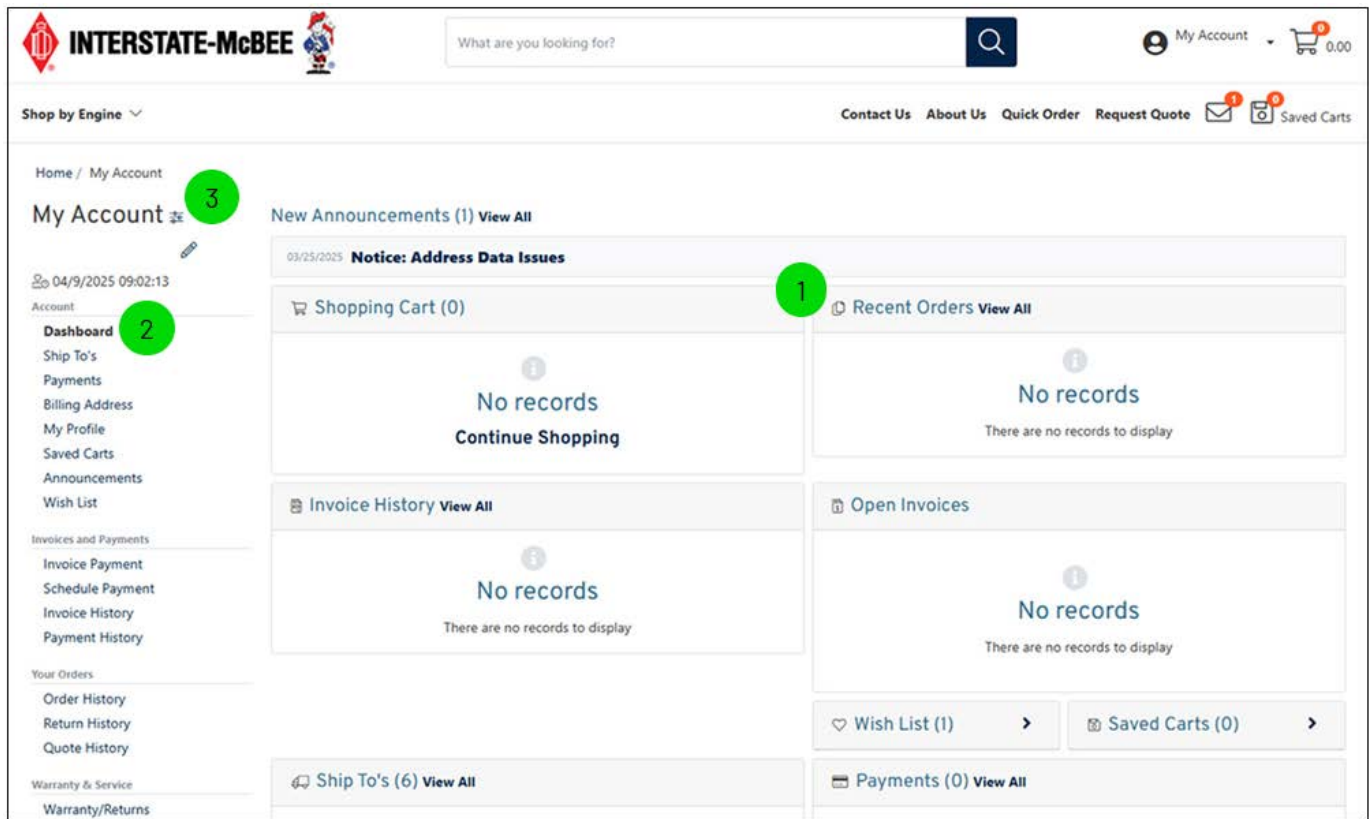 INTERSTATE-McBEE
What are you looking for?
My Account
0
0.00
Shop by Engine
Contact Us About Us Quick Order Request Quote 1 0 Saved Carts
Home / My Account
3
My Account
New Announcements (1) View All
03/25/2025 Notice: Address Data Issues
04/9/2025 09:02:13
1
Shopping Cart (0)
No records
Continue Shopping
Recent Orders View All
No records
There are no records to display
Account
Dashboard
2
Ship To's
Payments
Billing Address
My Profile
Saved Carts
Announcements
Wish List
Invoice History View All
No records
There are no records to display
Open Invoices
No records
There are no records to display
Invoices and Payments
Invoice Payment
Schedule Payment
Invoice History
Payment History
Your Orders
Order History
Return History
Quote History
Wish List (1)
Saved Carts (0)
Warranty & Service
Warranty/Returns
Ship To's (6) View All
Payments (0) View All